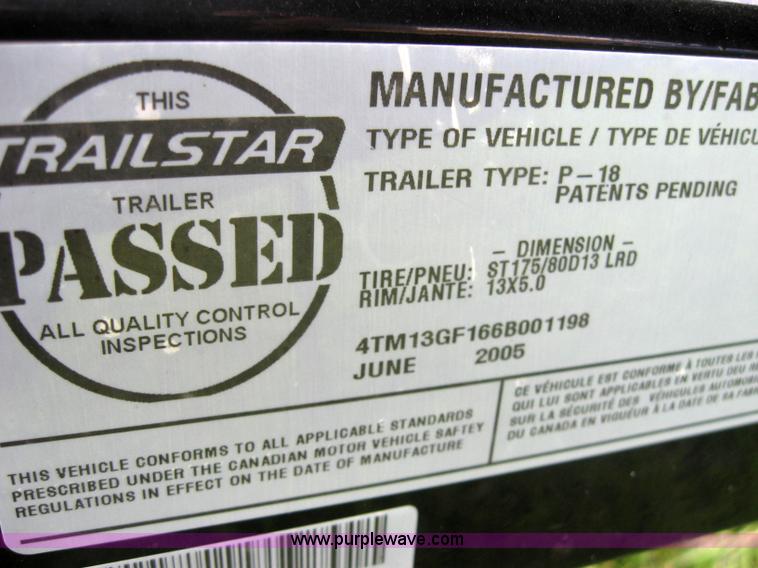 THIS
TRAILSTAR
TRAILER
PASSED
ALL QUALITY CONTROL
INSPECTIONS
MANUFACTURED BY/FAB
TYPE OF VEHICLE / TYPE DE VÉHICU
TRAILER TYPE: P-18
PATENTS PENDING
- DIMENSION -
TIRE/PNEU: ST175/80D13 LRD
RIM/JANTE: 13X5.0
4TM13GF166B001198
JUNE 2005
THIS VEHICLE CONFORMS TO ALL APPLICABLE STANDARDS
PRESCRIBED UNDER THE CANADIAN MOTOR VEHICLE SAFTEY
REGULATIONS IN EFFECT ON THE DATE OF MANUFACTURE
CE VÉHICULE EST CONFORME À TOUTES LES
QUI LUI SONT APPLICABLES EN VERTU DEU
SUR LA SÉCURITÉ DES VÉHICULES AUTOMOB
DU CANADA EN VIGUEUR À LA DATE DE SA FABR
www.purplewave.com